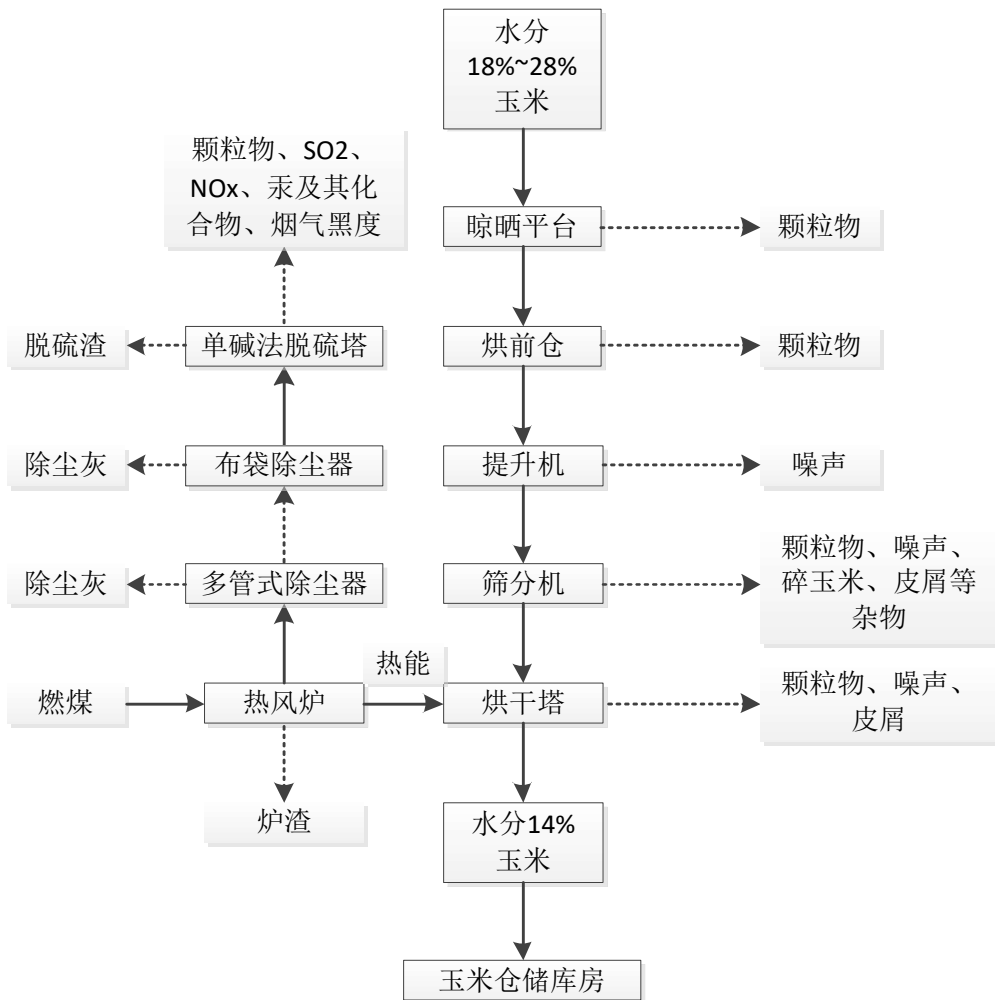 水分
18%~28%
玉米
颗粒物、SO2、
NOx、汞及其化
合物、烟气黑度
晾晒平台
颗粒物
脱硫渣
单碱法脱硫塔
烘前仓
颗粒物
除尘灰
布袋除尘器
提升机
噪声
除尘灰
多管式除尘器
筛分机
颗粒物、噪声、
碎玉米、皮屑等
杂物
燃煤
热风炉
热能
烘干塔
颗粒物、噪声、
皮屑
炉渣
水分14%
玉米
玉米仓储库房